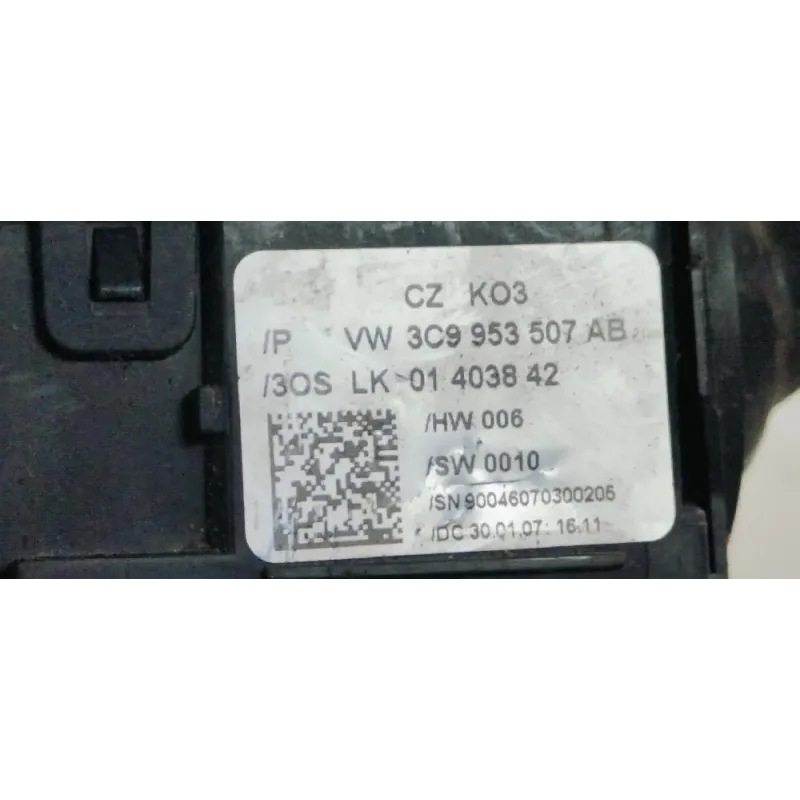 CZ KO3
/P VW 3C9 953 507 AB
/3OS LK 01 4038 42
/HW 006
/SW 0010
/SN 90046070300205
/DC 30.01.07: 16.11